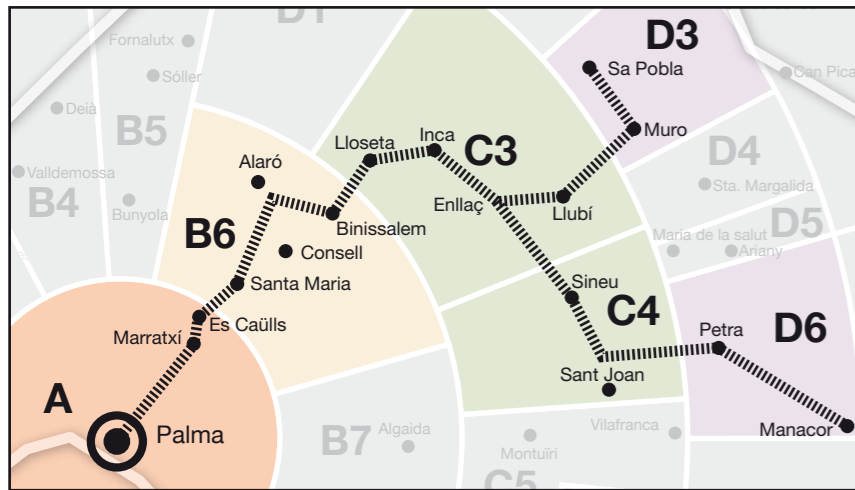 D1
D3
Fornalutx
Sa Pobla
Sóller
Can Pica
Deià
B5
Inca
Muro
Lloseta
C3
Alaró
D4
Valldemossa
Enllaç
Llubí
Sta. Margalida
B4
Bunyola
Binissalem
D5
B6
Maria de la salut
Consell
Ariany
Santa Maria
Sineu
C4
Es Caülls
Petra
D6
Marratxí
Sant Joan
A
Palma
B7
Algaida
Vilafranca
Manacor
Montuïri
C5